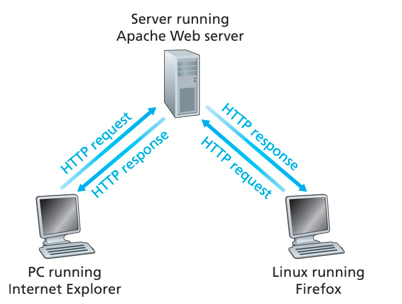 Server running
Apache Web server
HTTP request
HTTP response
HTTP response
HTTP request
PC running
Internet Explorer
Linux running
Firefox